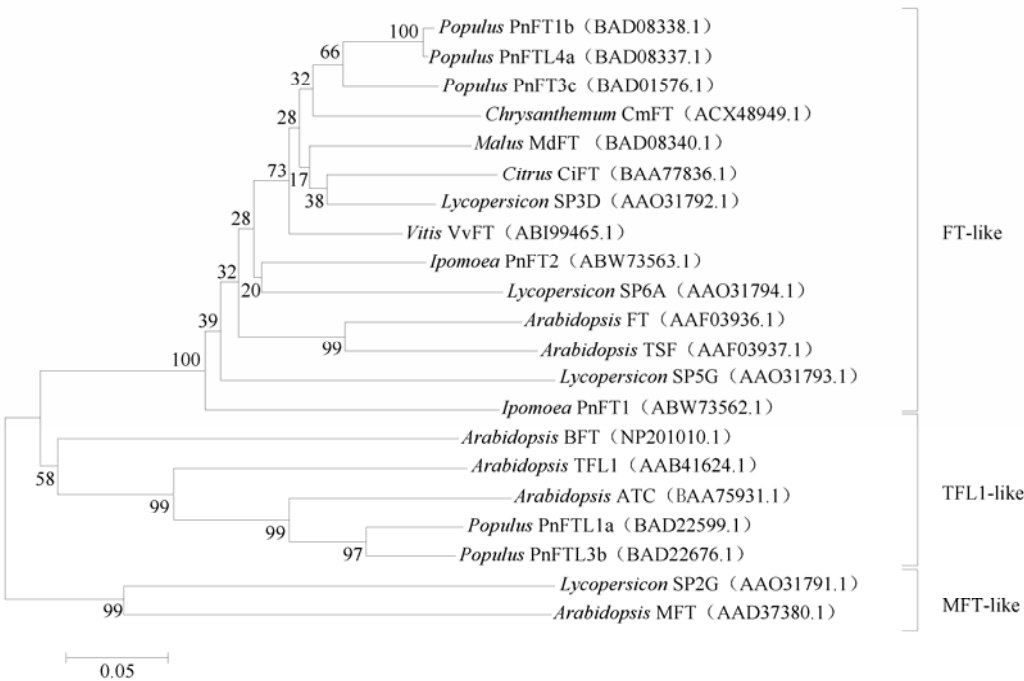 100
Populus PnFT1b（BAD08338.1）
66
Populus PnFTL4a（BAD08337.1）
32
Populus PnFT3c（BAD01576.1）
28
Chrysanthemum CmFT（ACX48949.1）
Malus MdFT （BAD08340.1）
73
17
Citrus CiFT（BAA77836.1）
38
Lycopersicon SP3D（AAO31792.1）
28
Vitis VvFT（ABI99465.1）
FT-like
Ipomoea PnFT2（ABW73563.1）
32
20
Lycopersicon SP6A（AAO31794.1）
39
Arabidopsis FT（AAF03936.1）
99
Arabidopsis TSF（AAF03937.1）
100
Lycopersicon SP5G（AAO31793.1）
Ipomoea PnFT1（ABW73562.1）
Arabidopsis BFT（NP201010.1）
58
Arabidopsis TFL1（AAB41624.1）
99
Arabidopsis ATC（BAA75931.1）
TFL1-like
99
Populus PnFTL1a（BAD22599.1）
97
Populus PnFTL3b（BAD22676.1）
Lycopersicon SP2G（AAO31791.1）
99
Arabidopsis MFT（AAD37380.1）
MFT-like
0.05